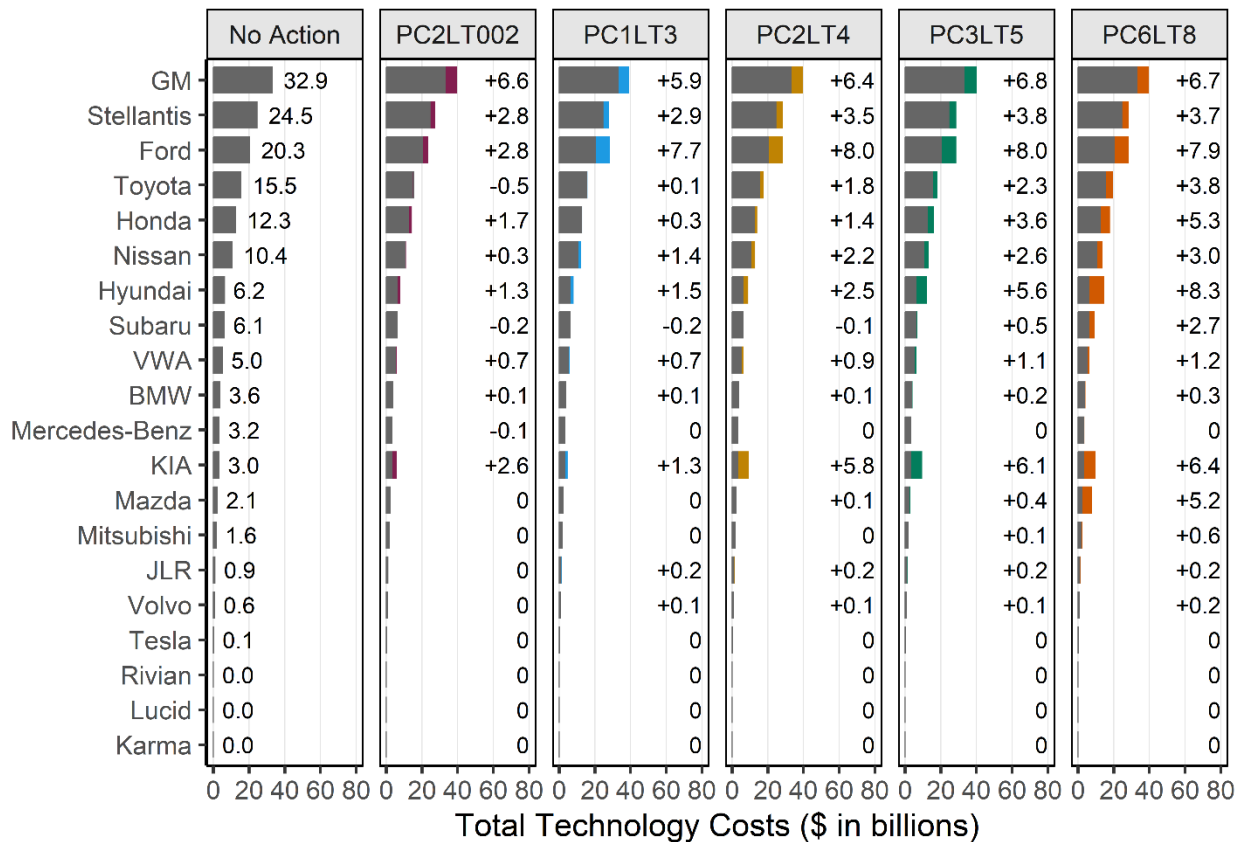 No Action PC2LT002 PC1LT3 PC2LT4 PC3LT5 PC6LT8
GM 32.9 +6.6 +5.9 +6.4 +6.8 +6.7
Stellantis 24.5 +2.8 +2.9 +3.5 +3.8 +3.7
Ford 20.3 +2.8 +7.7 +8.0 +8.0 +7.9
Toyota 15.5 -0.5 +0.1 +1.8 +2.3 +3.8
Honda 12.3 +1.7 +0.3 +1.4 +3.6 +5.3
Nissan 10.4 +0.3 +1.4 +2.2 +2.6 +3.0
Hyundai 6.2 +1.3 +1.5 +2.5 +5.6 +8.3
Subaru 6.1 -0.2 -0.2 -0.1 +0.5 +2.7
VWA 5.0 +0.7 +0.7 +0.9 +1.1 +1.2
BMW 3.6 +0.1 +0.1 +0.1 +0.2 +0.3
Mercedes-Benz 3.2 -0.1 0 0 0 0
KIA 3.0 +2.6 +1.3 +5.8 +6.1 +6.4
Mazda 2.1 0 0 +0.1 +0.4 +5.2
Mitsubishi 1.6 0 0 0 +0.1 +0.6
JLR 0.9 0 +0.2 +0.2 +0.2 +0.2
Volvo 0.6 0 +0.1 +0.1 +0.1 +0.2
Tesla 0.1 0 0 0 0 0
Rivian 0.0 0 0 0 0 0
Lucid 0.0 0 0 0 0 0
Karma 0.0 0 0 0 0 0
0 20 40 60 80 0 20 40 60 80 0 20 40 60 80 0 20 40 60 80 0 20 40 60 80 0 20 40 60 80
Total Technology Costs ($ in billions)